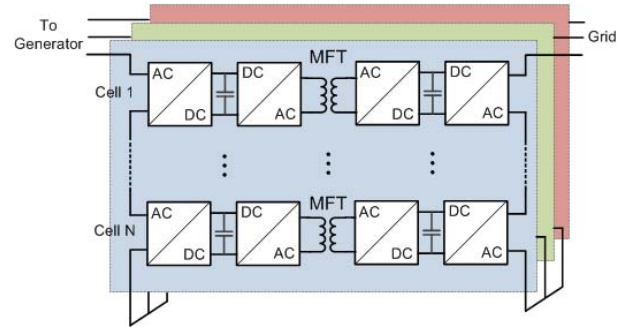 To
Generator
Grid
MFT
Cell 1
AC DC DC AC AC DC DC AC
MFT
Cell N
AC DC DC AC AC DC DC AC